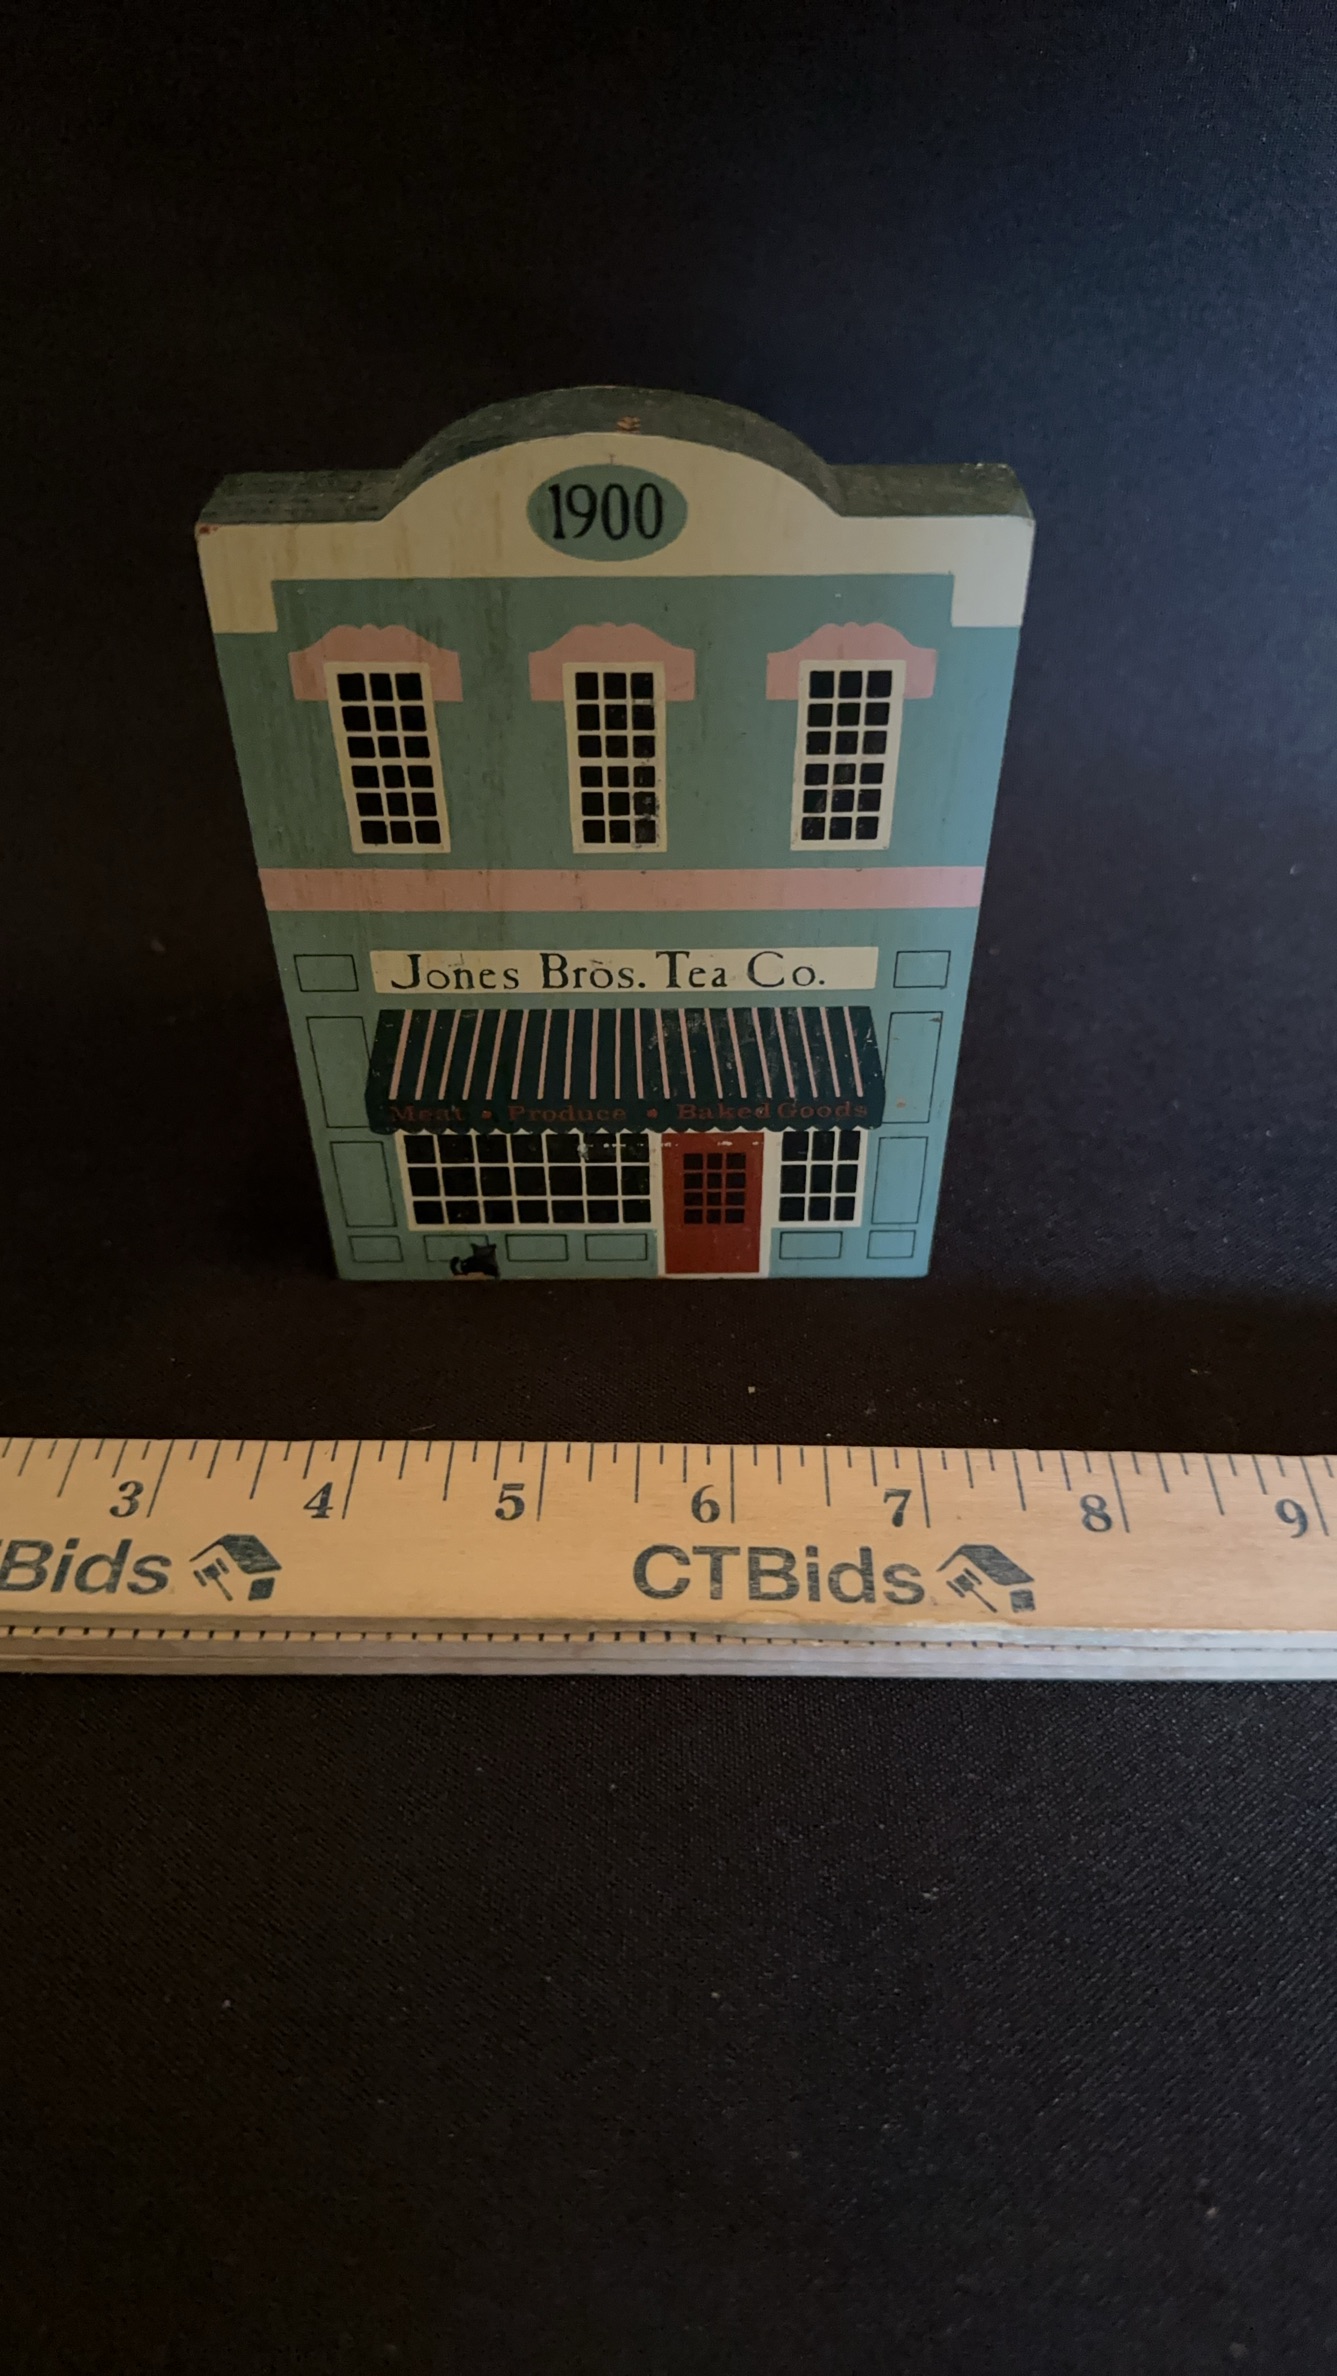 1900
Jones Bros. Tea Co.
Meat • Produce • Baked Goods
3 4 5 6 7 8 9
Bids CTBids